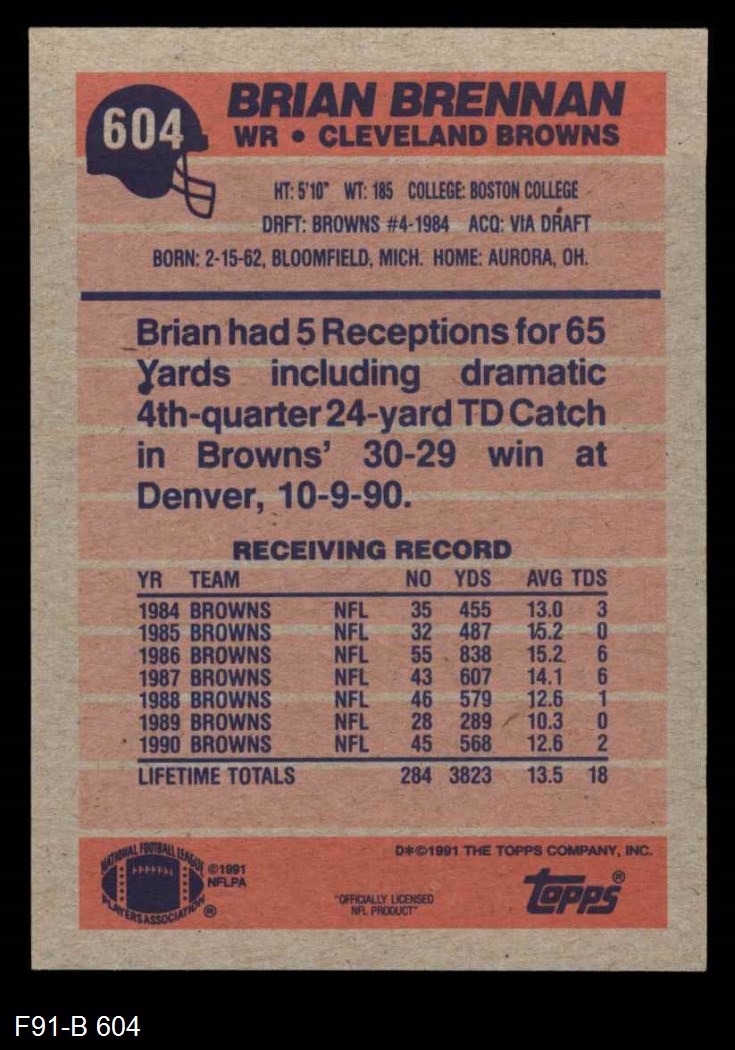 604
BRIAN BRENNAN
WR • CLEVELAND BROWNS
HT: 5'10" WT: 185 COLLEGE: BOSTON COLLEGE
DRFT: BROWNS #4-1984 ACQ: VIA DRAFT
BORN: 2-15-62, BLOOMFIELD, MICH. HOME: AURORA, OH.
Brian had 5 Receptions for 65
Yards including dramatic
4th-quarter 24-yard TD Catch
in Browns' 30-29 win at
Denver, 10-9-90.
RECEIVING RECORD
YR TEAM NO YDS AVG TDS
1984 BROWNS NFL 35 455 13.0 3
1985 BROWNS NFL 32 487 15.2 0
1986 BROWNS NFL 55 838 15.2 6
1987 BROWNS NFL 43 607 14.1 6
1988 BROWNS NFL 46 579 12.6 1
1989 BROWNS NFL 28 289 10.3 0
1990 BROWNS NFL 45 568 12.6 2
LIFETIME TOTALS 284 3823 13.5 18
NATIONAL FOOTBALL LEAGUE
PLAYERS ASSOCIATION ®
©1991
NFLPA
"OFFICIALLY LICENSED
NFL PRODUCT"
D*©1991 THE TOPPS COMPANY, INC.
topps®
F91-B 604